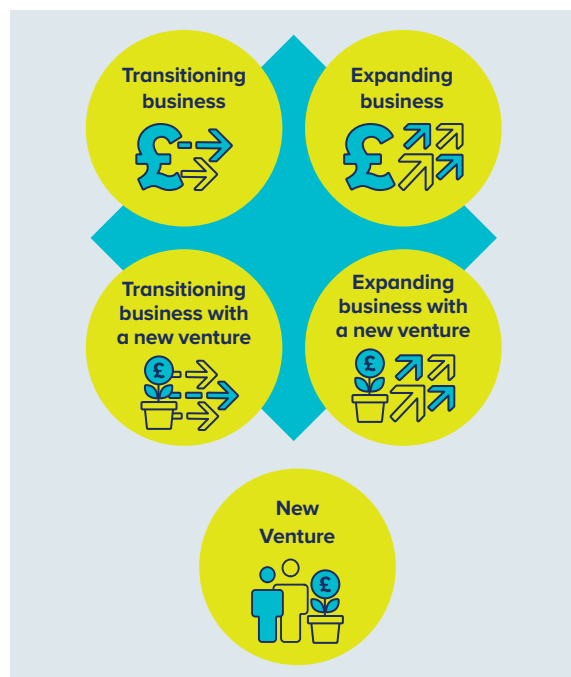 Transitioning
business
£
Expanding
business
£
Transitioning
business with
a new venture
£
Expanding
business with
a new venture
£
New
Venture
£